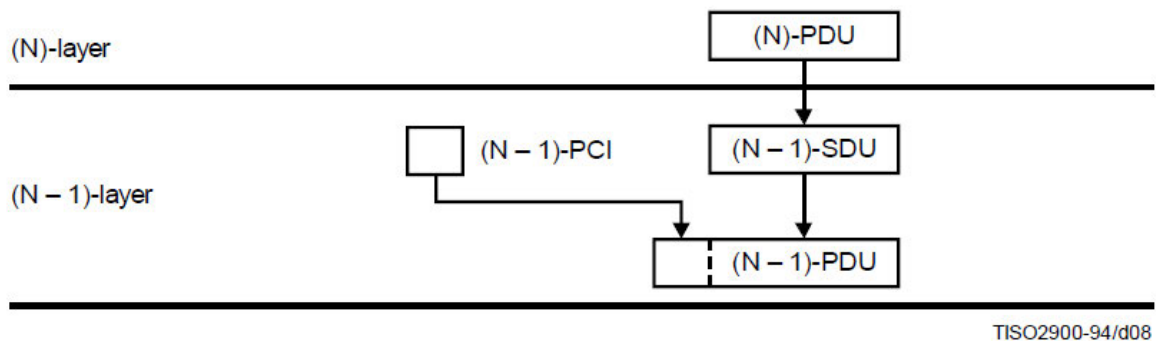 (N)-layer
(N)-PDU
(N – 1)-PCI
(N – 1)-SDU
(N – 1)-layer
(N – 1)-PDU
TISO2900-94/d08